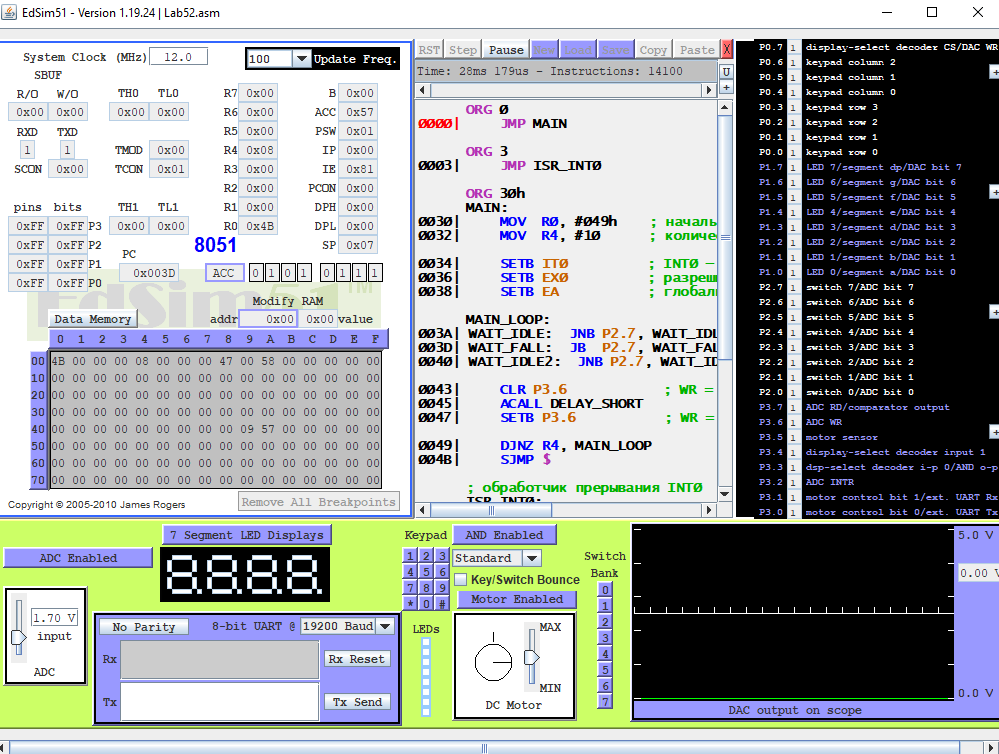 EdSim51 - Version 1.19.24 | Lab52.asm
System Clock (MHz) 12.0 100 Update Freq.
SBUF
R/O W/O TH0 TL0 R7 0x00 B 0x00
0x00 0x00 0x00 0x00 R6 0x00 ACC 0x57
RXD TXD R5 0x00 PSW 0x01
1 1 TMOD 0x00 R4 0x08 IP 0x00
SCON 0x00 TCON 0x01 R3 0x00 IE 0x81
R2 0x00 PCON 0x00
pins bits TH1 TL1 R1 0x00 DPH 0x00
0xFF 0xFF P3 0x00 0x00 R0 0x4B DPL 0x00
0xFF 0xFF P2 8051 SP 0x07
0xFF 0xFF P1 PC
0xFF 0xFF P0 0x003D ACC 0 1 0 1 0 1 1 1
EdSim51™
Modify RAM
Data Memory addr 0x00 0x00 value
0 1 2 3 4 5 6 7 8 9 A B C D E F
00 4B 00 00 00 08 00 00 00 47 00 58 00 00 00 00 00
10 00 00 00 00 00 00 00 00 00 00 00 00 00 00 00 00
20 00 00 00 00 00 00 00 00 00 00 00 00 00 00 00 00
30 00 00 00 00 00 00 00 00 00 00 00 00 00 00 00 00
40 00 00 00 00 00 00 00 00 00 09 57 00 00 00 00 00
50 00 00 00 00 00 00 00 00 00 00 00 00 00 00 00 00
60 00 00 00 00 00 00 00 00 00 00 00 00 00 00 00 00
70 00 00 00 00 00 00 00 00 00 00 00 00 00 00 00 00
Copyright © 2005-2010 James Rogers Remove All Breakpoints
RST Step Pause New Load Save Copy Paste X
Time: 28ms 179us - Instructions: 14100 U
+
ORG 0
0000| JMP MAIN
ORG 3
0003| JMP ISR_INT0
ORG 30h
MAIN:
0030| MOV R0, #049h ; началь
0032| MOV R4, #10 ; количе
0034| SETB IT0 ; INT0 —
0036| SETB EX0 ; разреш
0038| SETB EA ; глобал
MAIN_LOOP:
003A| WAIT_IDLE: JNB P2.7, WAIT_IDL
003D| WAIT_FALL: JB P2.7, WAIT_FAL
0040| WAIT_IDLE2: JNB P2.7, WAIT_ID
0043| CLR P3.6 ; WR =
0045| ACALL DELAY_SHORT
0047| SETB P3.6 ; WR =
0049| DJNZ R4, MAIN_LOOP
004B| SJMP $
; обработчик прерывания INT0
ISR_INT0:
P0.7 1 display-select decoder CS/DAC WR
P0.6 1 keypad column 2
P0.5 1 keypad column 1
P0.4 1 keypad column 0
P0.3 1 keypad row 3
P0.2 1 keypad row 2
P0.1 1 keypad row 1
P0.0 1 keypad row 0
P1.7 1 LED 7/segment dp/DAC bit 7
P1.6 1 LED 6/segment g/DAC bit 6
P1.5 1 LED 5/segment f/DAC bit 5
P1.4 1 LED 4/segment e/DAC bit 4
P1.3 1 LED 3/segment d/DAC bit 3
P1.2 1 LED 2/segment c/DAC bit 2
P1.1 1 LED 1/segment b/DAC bit 1
P1.0 1 LED 0/segment a/DAC bit 0
P2.7 1 switch 7/ADC bit 7
P2.6 1 switch 6/ADC bit 6
P2.5 1 switch 5/ADC bit 5
P2.4 1 switch 4/ADC bit 4
P2.3 1 switch 3/ADC bit 3
P2.2 1 switch 2/ADC bit 2
P2.1 1 switch 1/ADC bit 1
P2.0 1 switch 0/ADC bit 0
P3.7 1 ADC RD/comparator output
P3.6 1 ADC WR
P3.5 1 motor sensor
P3.4 1 display-select decoder input 1
P3.3 1 dsp-select decoder i-p 0/AND o-p
P3.2 1 ADC INTR
P3.1 1 motor control bit 1/ext. UART Rx
P3.0 1 motor control bit 0/ext. UART Tx
ADC Enabled
7 Segment LED Displays
8.8.8.8.
1.70 V
input
ADC
No Parity 8-bit UART @ 19200 Baud
Rx Rx Reset
Tx Tx Send
Keypad
1 2 3
4 5 6
7 8 9
* 0 #
LEDs
AND Enabled
Standard
Key/Switch Bounce
Motor Enabled
MAX
MIN
DC Motor
Switch
Bank
0
1
2
3
4
5
6
7
5.0 V
0.00 V
0.0 V
DAC output on scope